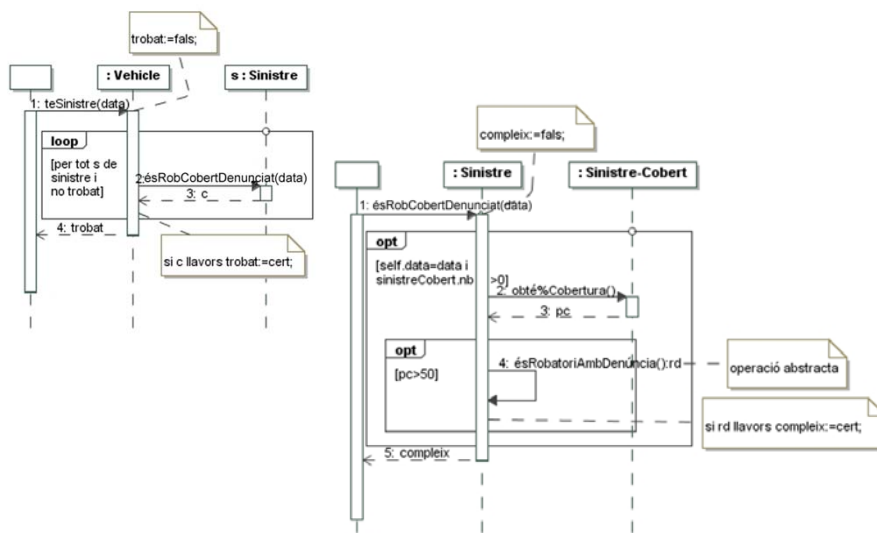 trobat:=fals;
: Vehicle
s : Sinistre
1: teSinistre(data)
loop
[per tot s de
sinistre i
no trobat]
2:ésRobCobertDenunciat(data)
3: c
4: trobat
si c llavors trobat:=cert;
compleix:=fals;
: Sinistre
: Sinistre-Cobert
1: ésRobCobertDenunciat(data)
opt
[self.data=data i
sinistreCobert.nb >0]
2: obté%Cobertura()
3: pc
opt
[pc>50]
4: ésRobatoriAmbDenúncia():rd
operació abstracta
si rd llavors compleix:=cert;
5: compleix